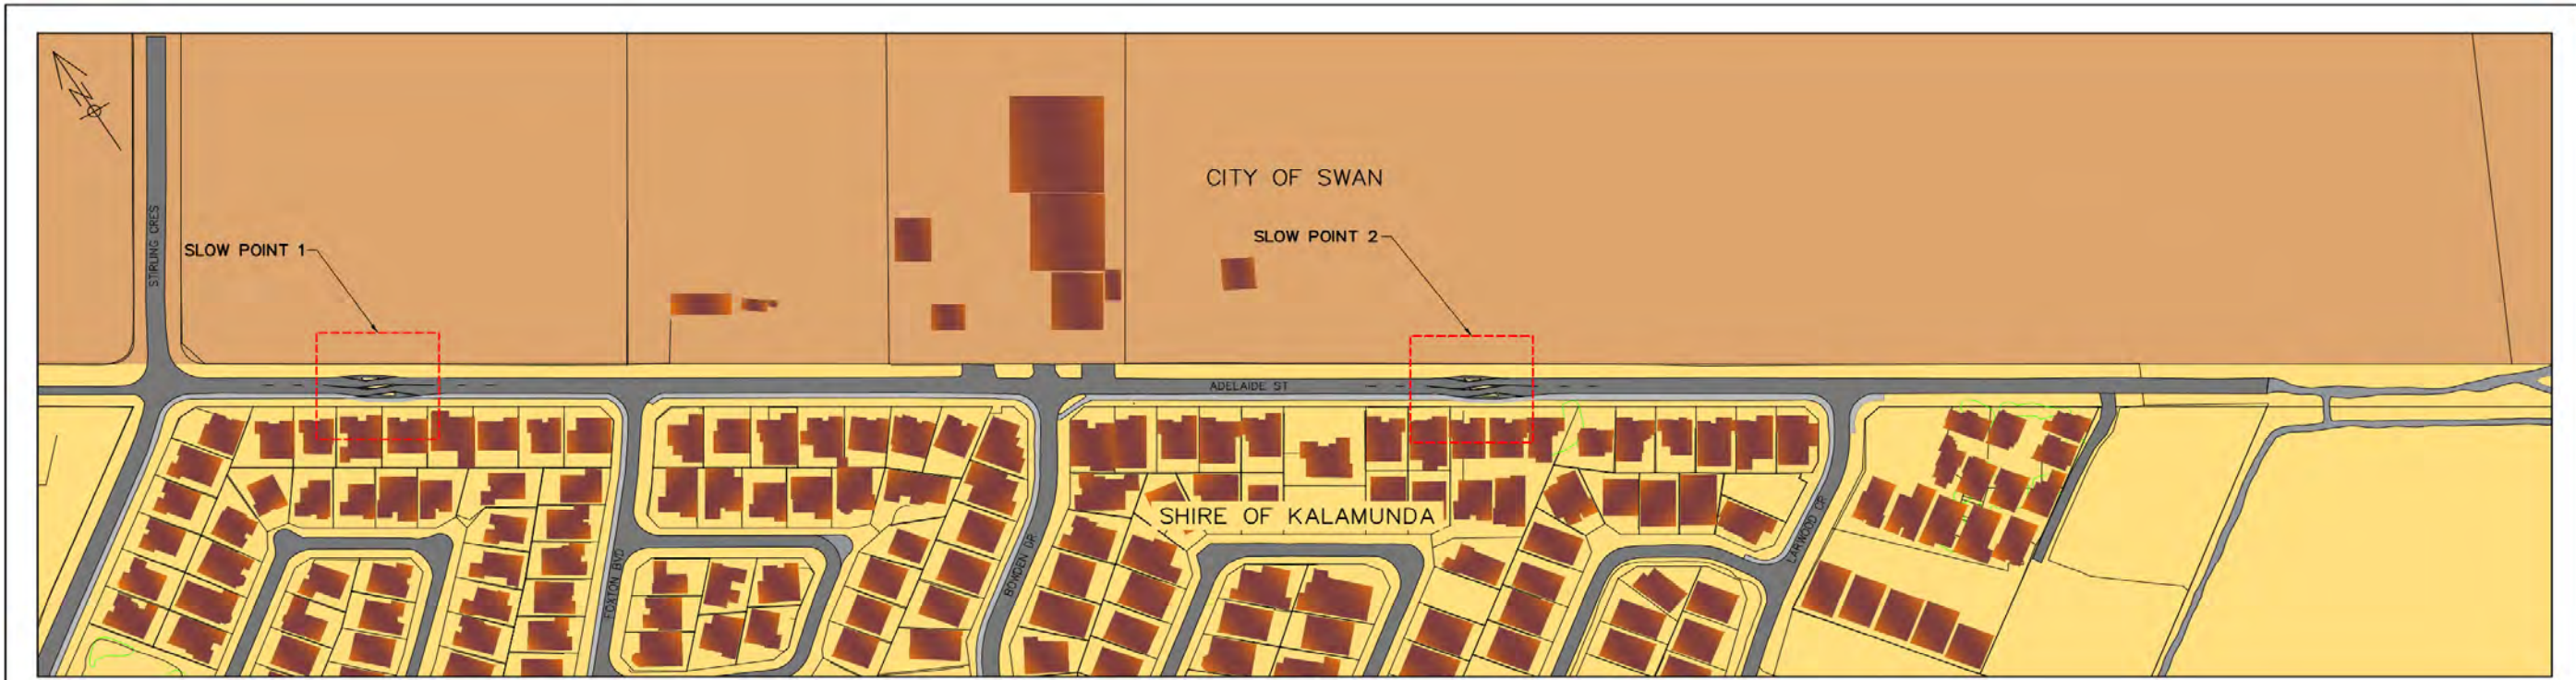 N
CITY OF SWAN
STIRLING CRES
SLOW POINT 1
SLOW POINT 2
ADELAIDE ST
SHIRE OF KALAMUNDA
FOXTON BVD
BOWDEN DR
LARWOOD CR